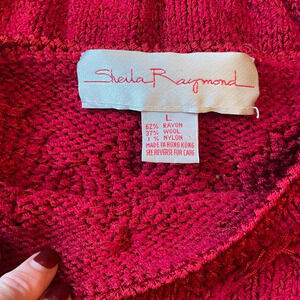 Sheila Raymond
L
62% RAYON
37% WOOL
1% NYLON
MADE IN HONG KONG
SEE REVERSE FOR CARE